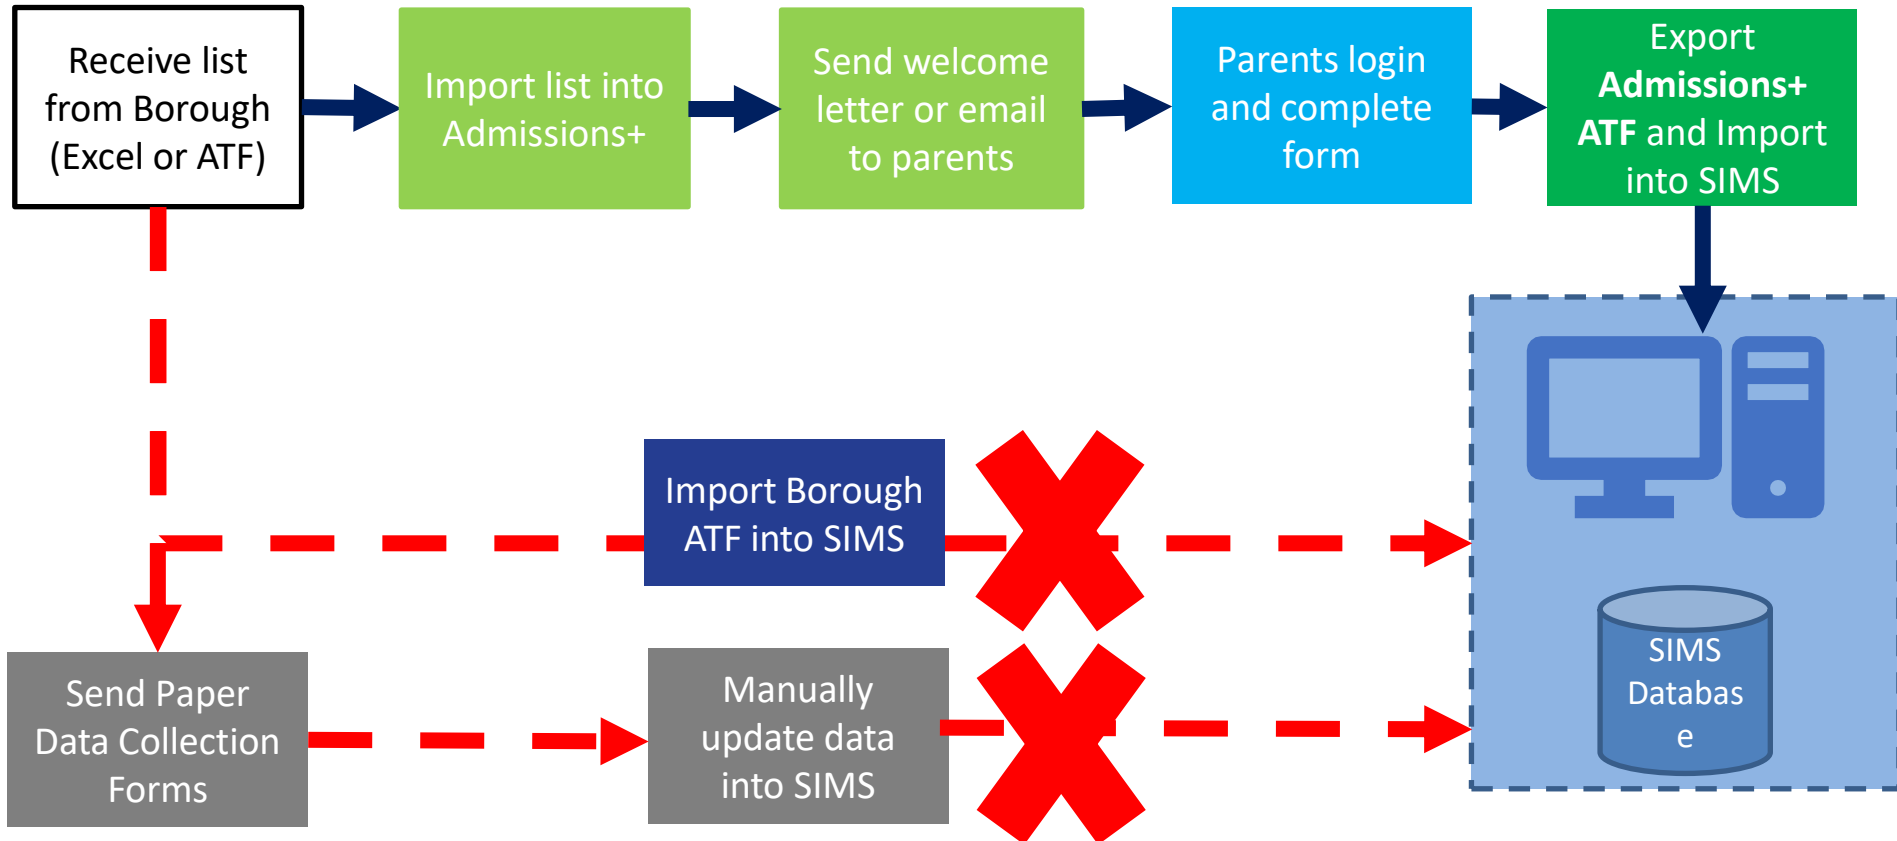 Receive list
from Borough
(Excel or ATF)
Import list into
Admissions+
Send welcome
letter or email
to parents
Parents login
and complete
form
Export
Admissions+
ATF and Import
into SIMS
Import Borough
ATF into SIMS
Send Paper
Data Collection
Forms
Manually
update data
into SIMS
SIMS
Databas
e